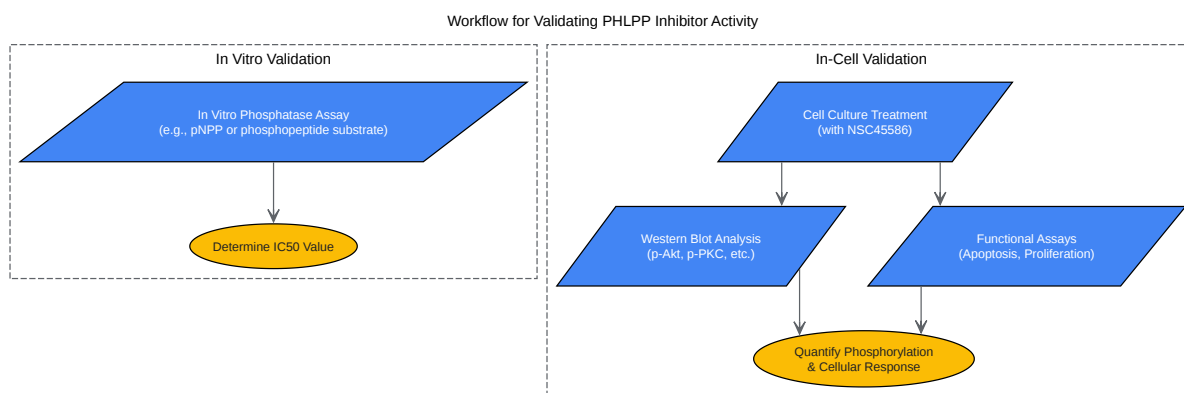 Workflow for Validating PHLPP Inhibitor Activity
In Vitro Validation
In Vitro Phosphatase Assay
(e.g., pNPP or phosphopeptide substrate)
Determine IC50 Value
In-Cell Validation
Cell Culture Treatment
(with NSC45586)
Western Blot Analysis
(p-Akt, p-PKC, etc.)
Functional Assays
(Apoptosis, Proliferation)
Quantify Phosphorylation
& Cellular Response